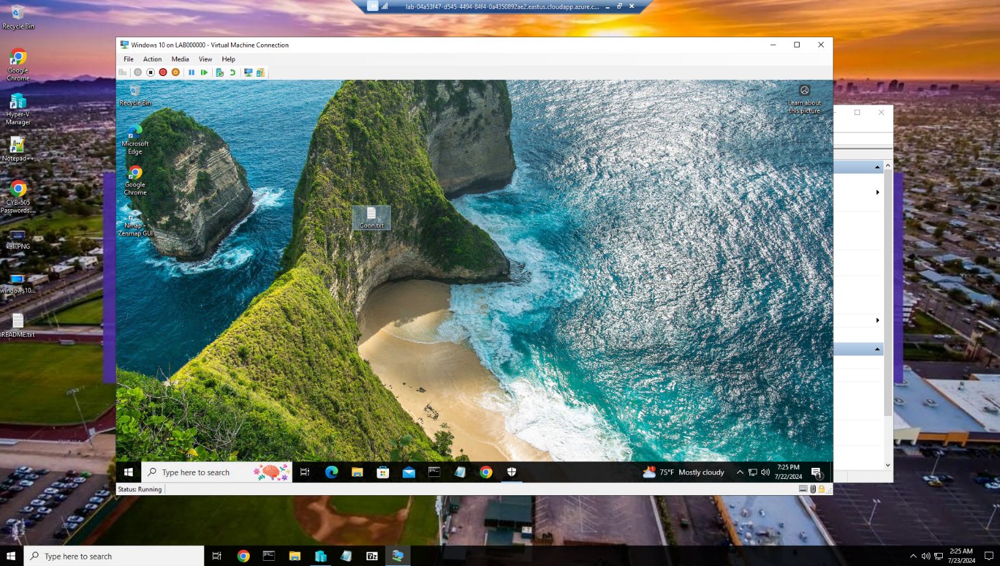 lab-04a53f47-d545-4494-84f4-0a4350892ae2.eastus.cloudapp.azure.c...
Recycle Bin
Google
Chrome
Hyper-V
Manager
Notepad++
CYB-505
Passwords....
kali.PNG
windows10...
README.txt
Windows 10 on LAB000000 - Virtual Machine Connection
File Action Media View Help
Recycle Bin
Microsoft
Edge
Google
Chrome
Nmap -
Zenmap GUI
Coon.txt
Learn about
this picture
Type here to search
1
75°F Mostly cloudy
7:25 PM
7/22/2024
1
Status: Running
Type here to search
7z
2:25 AM
7/23/2024